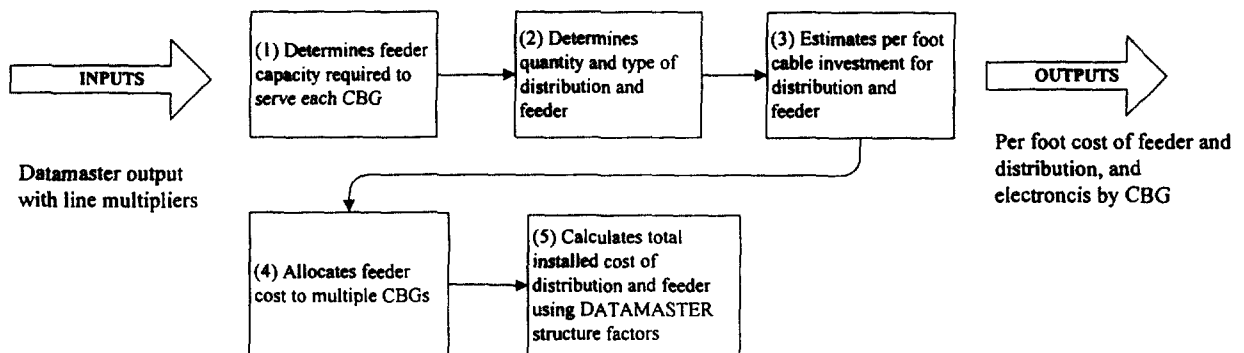 INPUTS
Datamaster output
with line multipliers
(1) Determines feeder
capacity required to
serve each CBG
(2) Determines
quantity and type of
distribution and
feeder
(3) Estimates per foot
cable investment for
distribution and
feeder
(4) Allocates feeder
cost to multiple CBGs
(5) Calculates total
installed cost of
distribution and feeder
using DATAMASTER
structure factors
OUTPUTS
Per foot cost of feeder and
distribution, and
electroncis by CBG